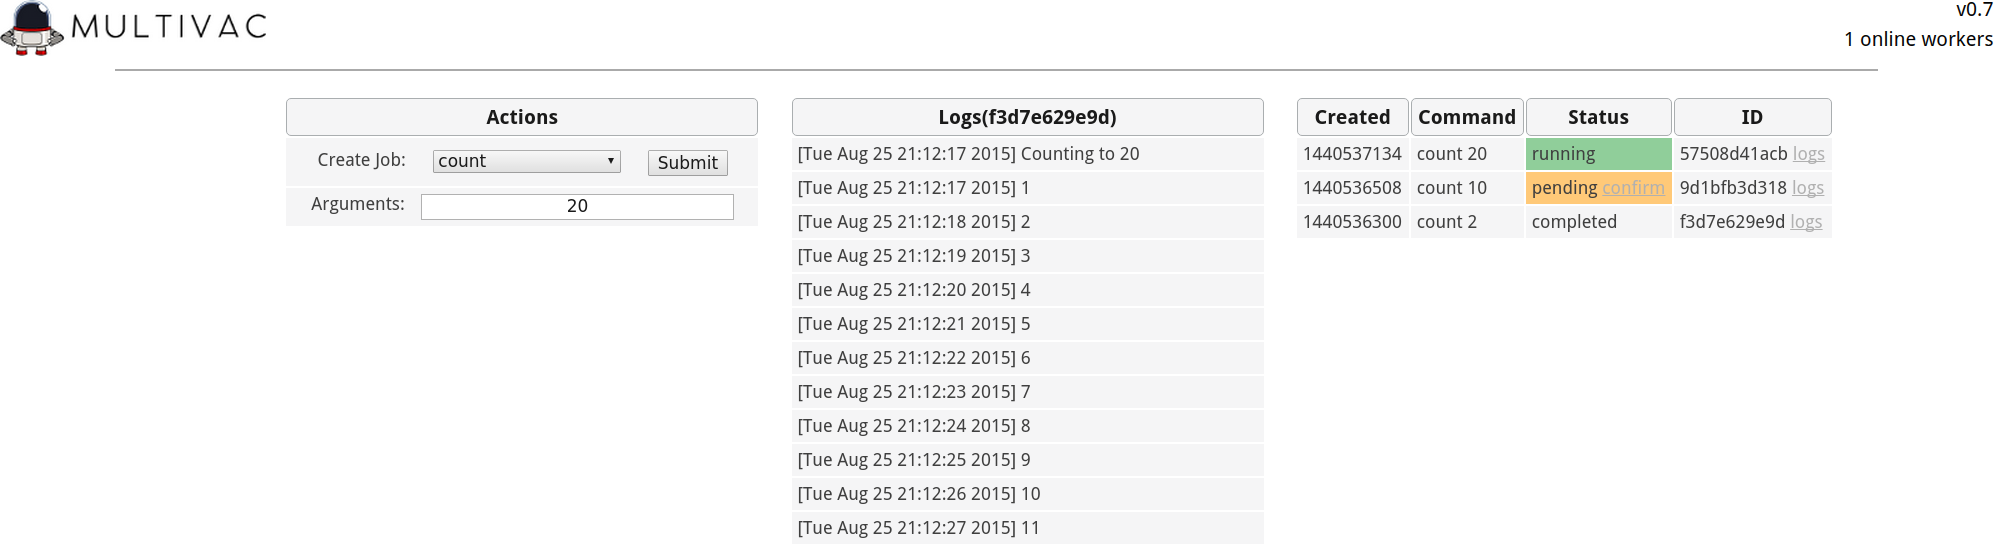 MULTIVAC
v0.7
1 online workers
Actions
Create Job: count Submit
Arguments: 20
Logs(f3d7e629e9d)
[Tue Aug 25 21:12:17 2015] Counting to 20
[Tue Aug 25 21:12:17 2015] 1
[Tue Aug 25 21:12:18 2015] 2
[Tue Aug 25 21:12:19 2015] 3
[Tue Aug 25 21:12:20 2015] 4
[Tue Aug 25 21:12:21 2015] 5
[Tue Aug 25 21:12:22 2015] 6
[Tue Aug 25 21:12:23 2015] 7
[Tue Aug 25 21:12:24 2015] 8
[Tue Aug 25 21:12:25 2015] 9
[Tue Aug 25 21:12:26 2015] 10
[Tue Aug 25 21:12:27 2015] 11
Created Command Status ID
1440537134 count 20 running 57508d41acb logs
1440536508 count 10 pending confirm 9d1bfb3d318 logs
1440536300 count 2 completed f3d7e629e9d logs